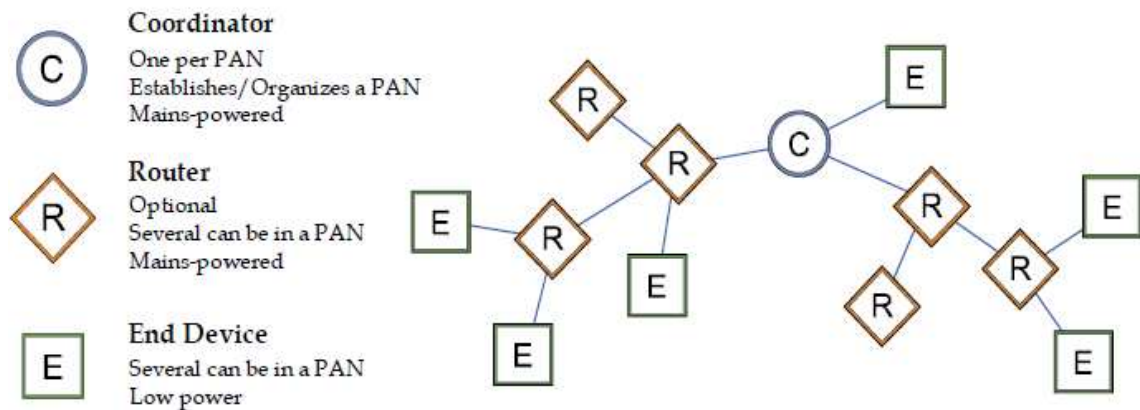 Coordinator
C
One per PAN
Establishes/Organizes a PAN
Mains-powered
Router
R
Optional
Several can be in a PAN
Mains-powered
End Device
E
Several can be in a PAN
Low power
E
R
C
R
E
R
E
R
R
E
R
E
E
E